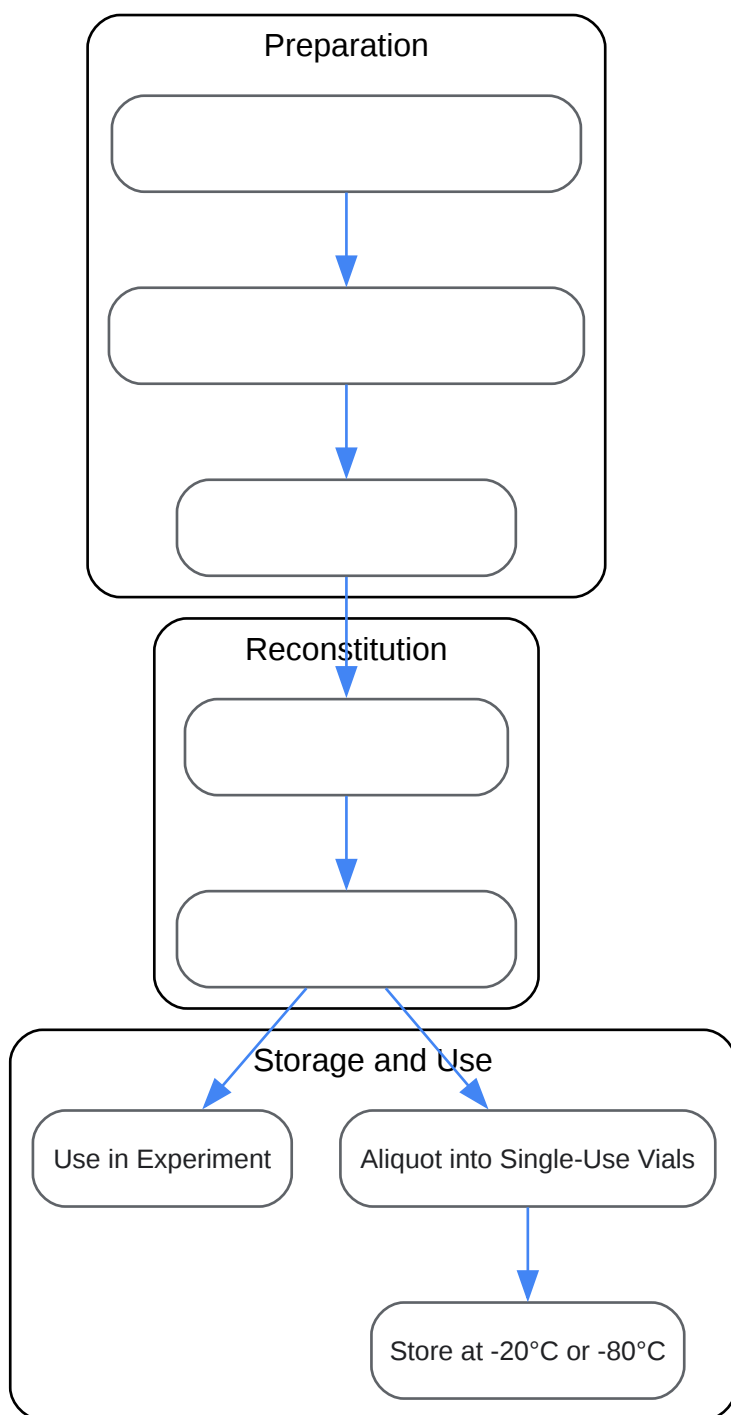 Preparation
Reconstitution
Storage and Use
Use in Experiment
Aliquot into Single-Use Vials
Store at -20°C or -80°C